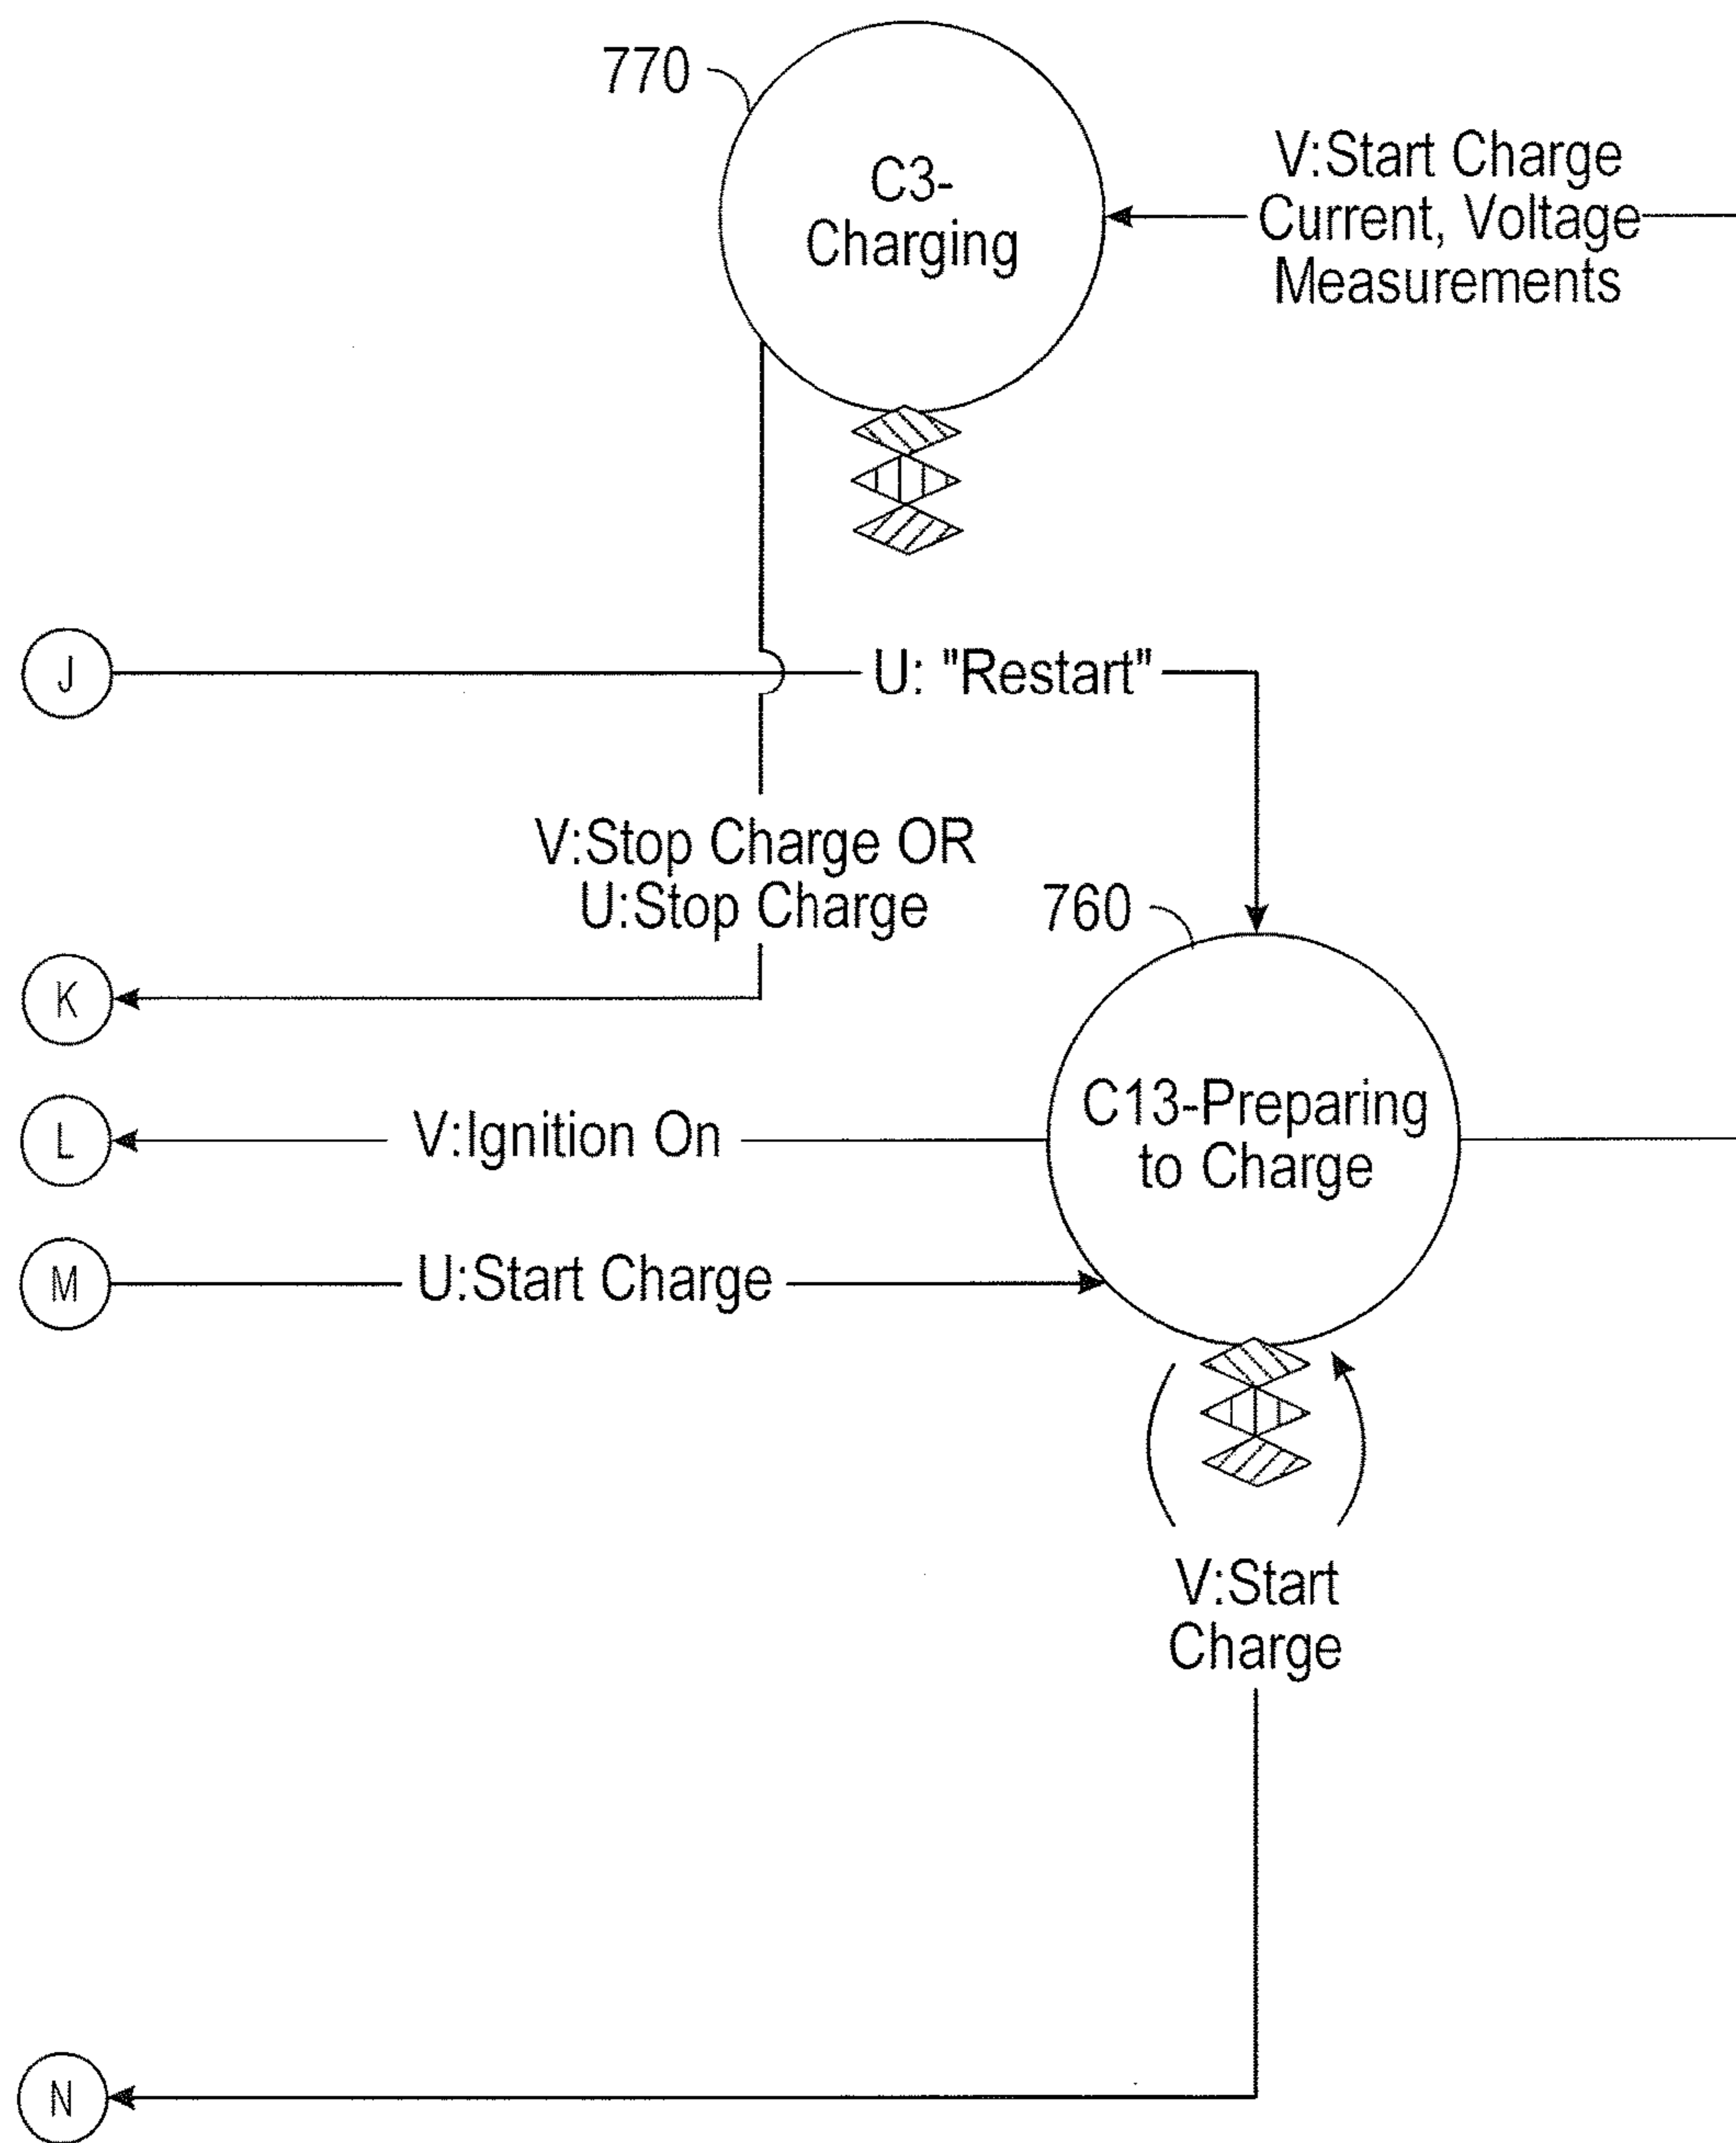 770
C3-
Charging
V:Start Charge
Current, Voltage
Measurements
J
U: "Restart"
V:Stop Charge OR
U:Stop Charge
760
K
C13-Preparing
to Charge
L
V:Ignition On
M
U:Start Charge
V:Start
Charge
N